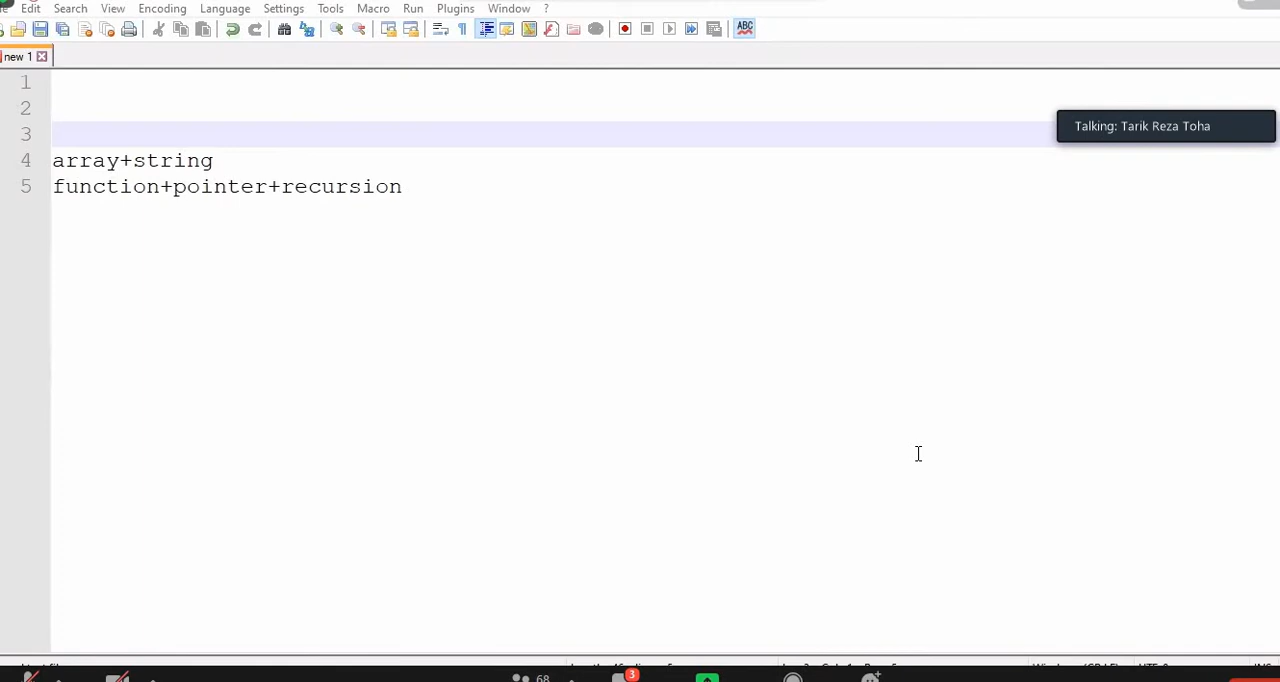 Edit Search View Encoding Language Settings Tools Macro Run Plugins Window ?
ABC
new 1
1
2
3
Talking: Tarik Reza Toha
4 array+string
5 function+pointer+recursion
3
68